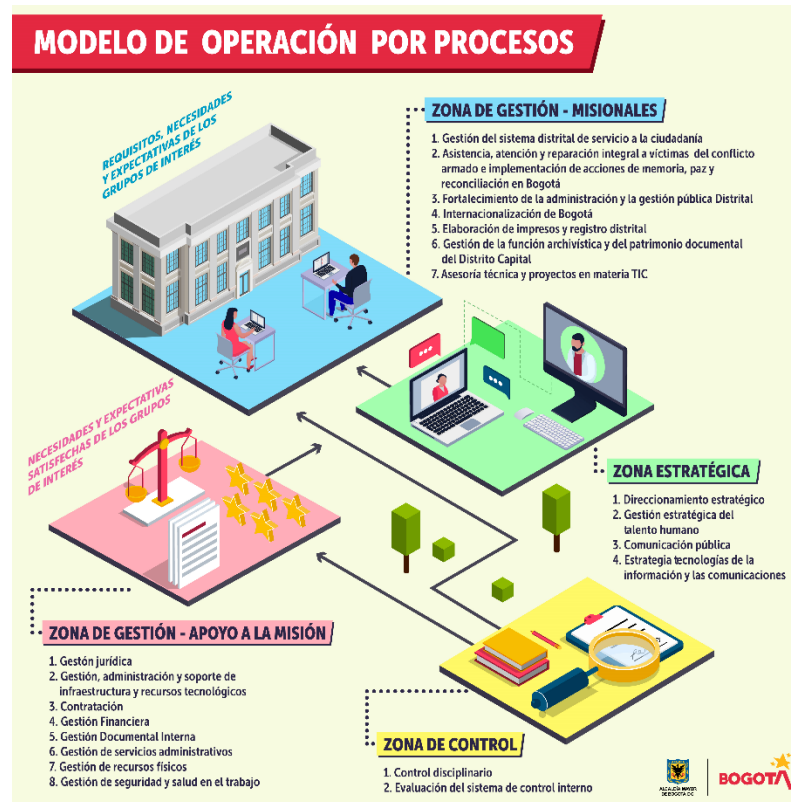 MODELO DE OPERACIÓN POR PROCESOS
REQUISITOS, NECESIDADES
Y EXPECTATIVAS DE LOS
GRUPOS DE INTERÉS
ZONA DE GESTIÓN - MISIONALES
1. Gestión del sistema distrital de servicio a la ciudadanía
2. Asistencia, atención y reparación integral a víctimas del conflicto
armado e implementación de acciones de memoria, paz y
reconciliación en Bogotá
3. Fortalecimiento de la administración y la gestión pública Distrital
4. Internacionalización de Bogotá
5. Elaboración de impresos y registro distrital
6. Gestión de la función archivística y del patrimonio documental
del Distrito Capital
7. Asesoría técnica y proyectos en materia TIC
NECESIDADES Y EXPECTATIVAS
SATISFECHAS DE LOS GRUPOS
DE INTERÉS
ZONA ESTRATÉGICA
1. Direccionamiento estratégico
2. Gestión estratégica del
talento humano
3. Comunicación pública
4. Estrategia tecnologías de la
información y las comunicaciones
ZONA DE GESTIÓN - APOYO A LA MISIÓN
1. Gestón jurídica
2. Gestión, administración y soporte de
infraestructura y recursos tecnológicos
3. Contratación
4. Gestión Financiera
5. Gestión Documental Interna
6. Gestión de servicios administrativos
7. Gestión de recursos físicos
8. Gestión de seguridad y salud en el trabajo
ZONA DE CONTROL
1. Control disciplinario
2. Evaluación del sistema de control interno
ALCALDÍA MAYOR
DE BOGOTÁ D.C.
BOGOTÁ